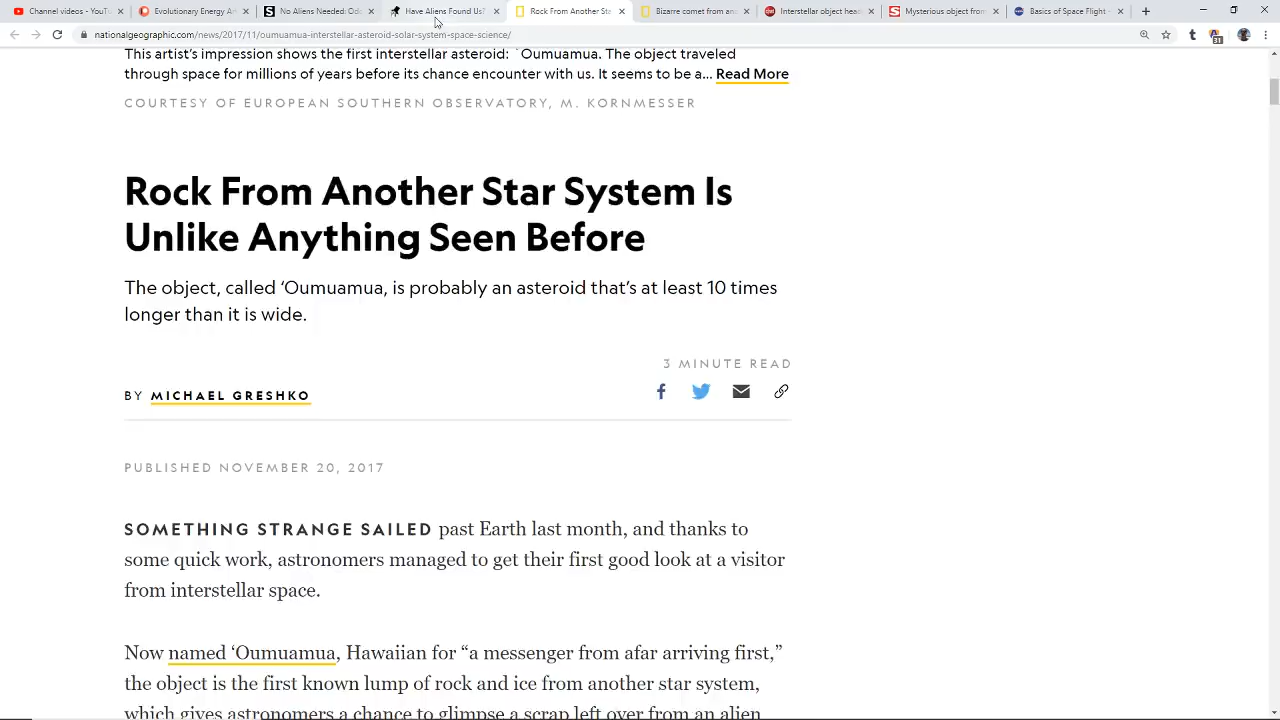 Channel videos - YouT
Evolutionary Energy Ar
No Aliens Needed: Odd
Have Aliens Found Us?
Rock From Another Sta
Bizarre comet from ano
Interstellar object head
Mysterious object from
Basics of Space Flight -
nationalgeographic.com/news/2017/11/oumuamua-interstellar-asteroid-solar-system-space-science/
31
This artist's impression shows the first interstellar asteroid: `Oumuamua. The object traveled
through space for millions of years before its chance encounter with us. It seems to be a... Read More
COURTESY OF EUROPEAN SOUTHERN OBSERVATORY, M. KORNMESSER
Rock From Another Star System Is
Unlike Anything Seen Before
The object, called ‘Oumuamua, is probably an asteroid that's at least 10 times
longer than it is wide.
3 MINUTE READ
BY MICHAEL GRESHKO
PUBLISHED NOVEMBER 20, 2017
SOMETHING STRANGE SAILED past Earth last month, and thanks to
some quick work, astronomers managed to get their first good look at a visitor
from interstellar space.
Now named ‘Oumuamua, Hawaiian for “a messenger from afar arriving first,”
the object is the first known lump of rock and ice from another star system,
which gives astronomers a chance to glimpse a scrap left over from an alien